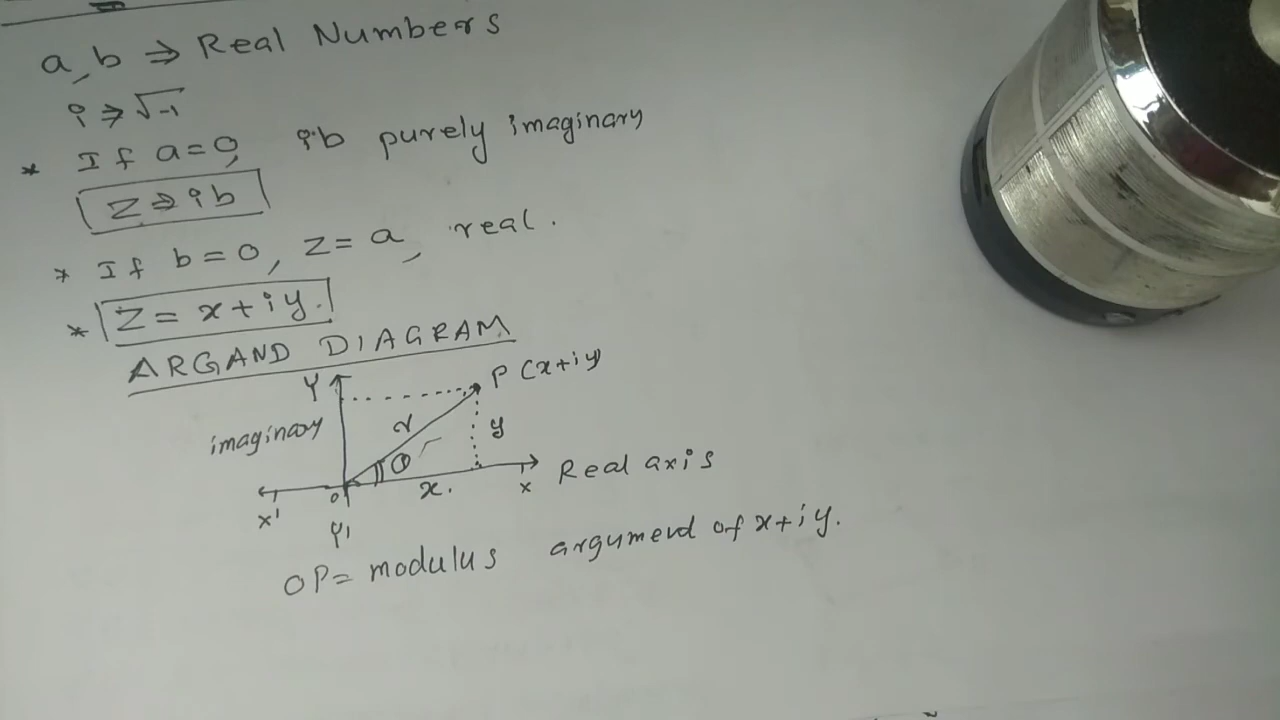 a, b ⇒ Real Numbers
i ⇒ √-1
* If a=0, ib purely imaginary
Z ⇒ ib
* If b=0, Z= a, real.
* Z= x+iy.
ARGAND DIAGRAM
Y P (x+iy)
imaginary r y
θ
X' O x. X Real axis
Y'
OP= modulus argument of x+iy.